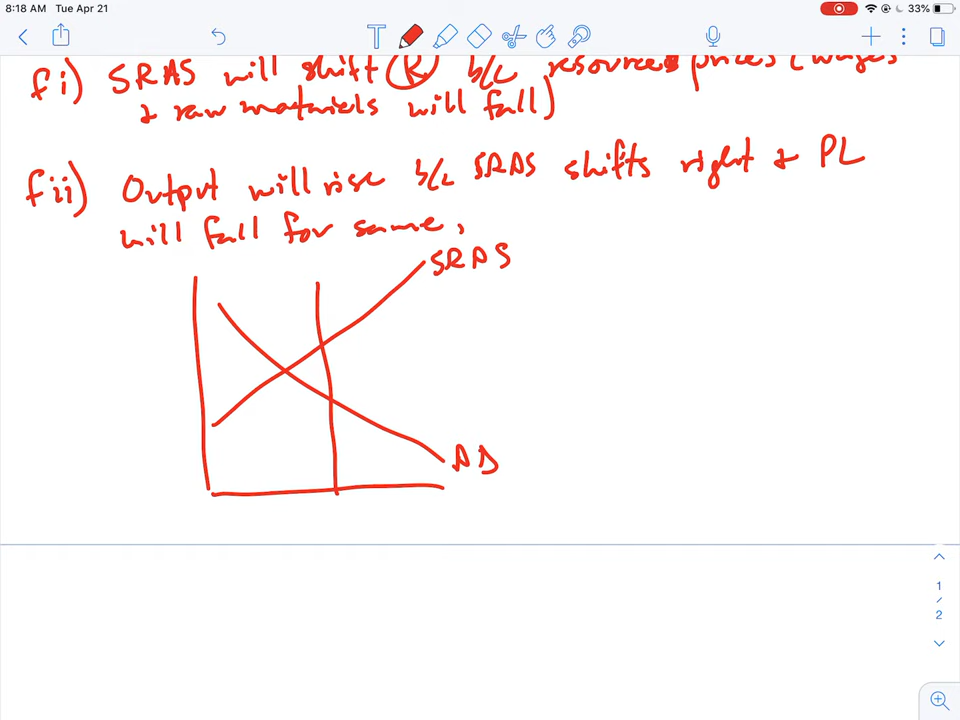 8:18 AM Tue Apr 21
33%
T
fi) SRAS will shift (R) b/c resource prices (wages
& raw materials will fall)
fii) Output will rise b/c SRAS shifts right & PL
will fall for same,
SRAS
AD
1
/
2